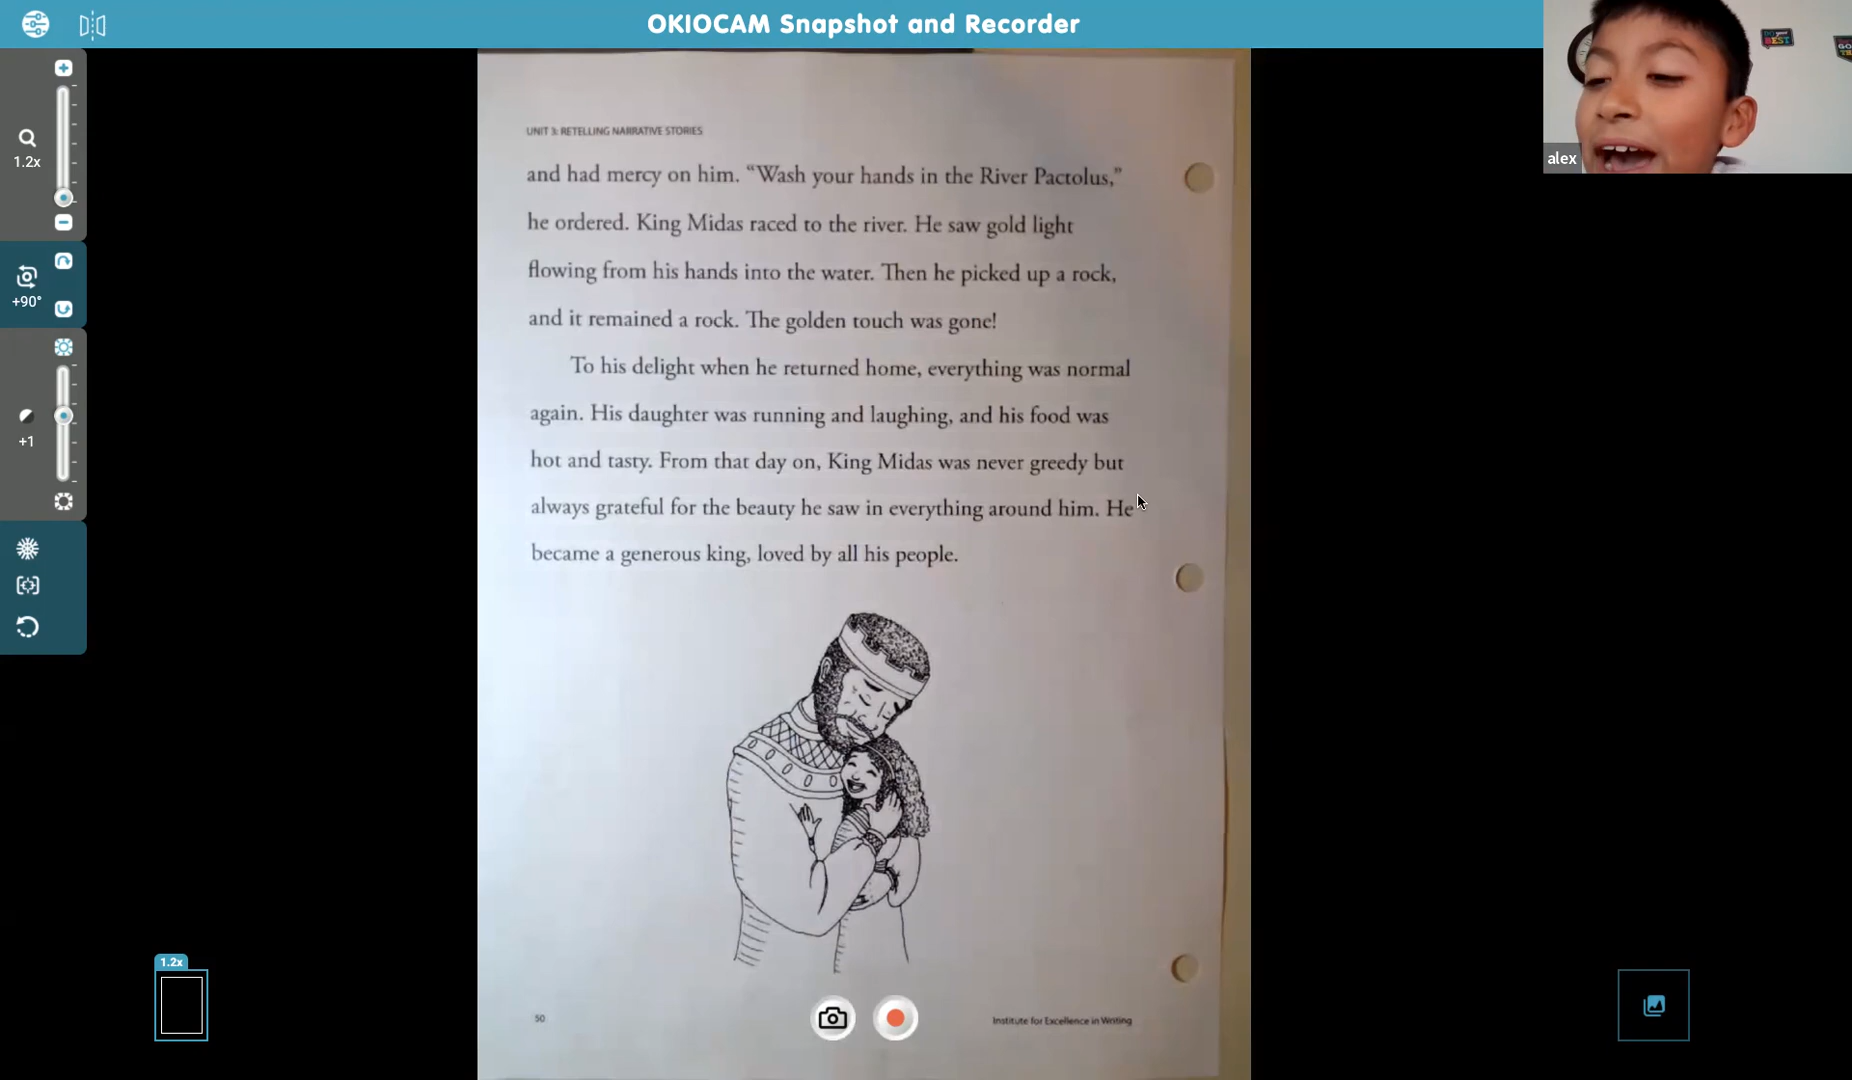 OKIOCAM Snapshot and Recorder
DO your
BEST
GO
alex
1.2x
+90°
+1
UNIT 3: RETELLING NARRATIVE STORIES
and had mercy on him. “Wash your hands in the River Pactolus,”
he ordered. King Midas raced to the river. He saw gold light
flowing from his hands into the water. Then he picked up a rock,
and it remained a rock. The golden touch was gone!
To his delight when he returned home, everything was normal
again. His daughter was running and laughing, and his food was
hot and tasty. From that day on, King Midas was never greedy but
always grateful for the beauty he saw in everything around him. He
became a generous king, loved by all his people.
1.2x
50
Institute for Excellence in Writing